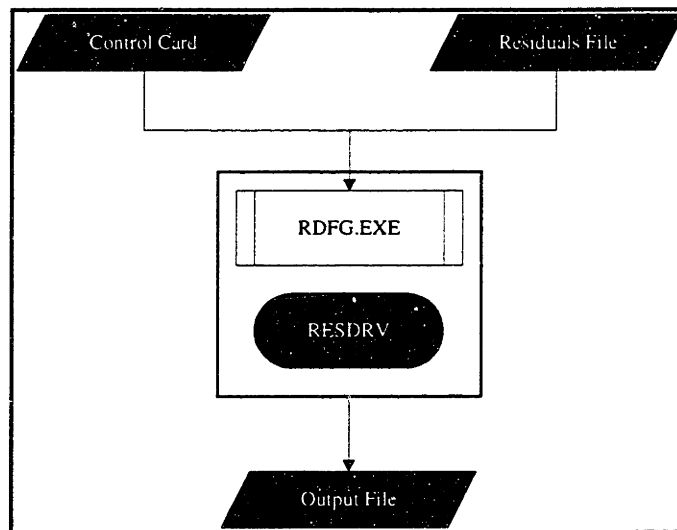 Control Card
Residuals File
RDFG.EXE
RESDRV
Output File